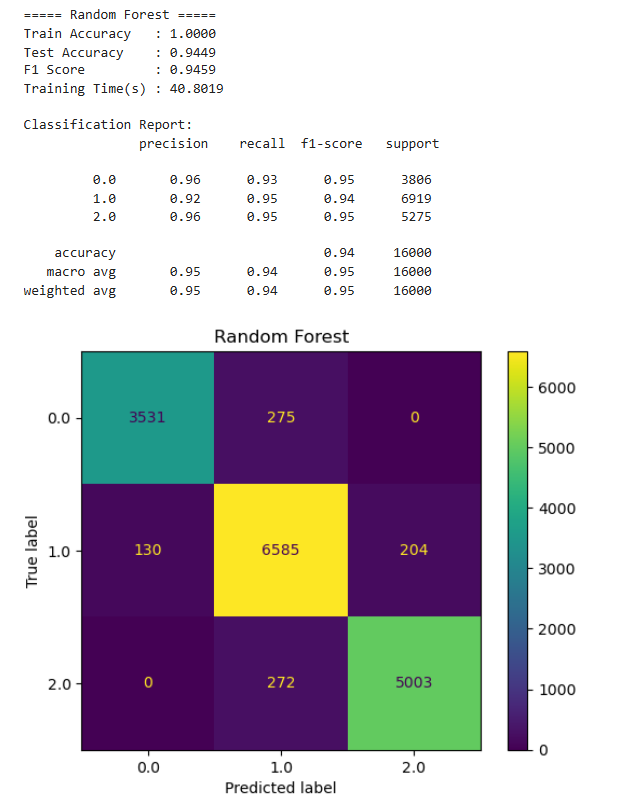 ===== Random Forest =====
Train Accuracy   : 1.0000
Test Accuracy    : 0.9449
F1 Score         : 0.9459
Training Time(s) : 40.8019
Classification Report:
precision    recall  f1-score   support
0.0       0.96      0.93      0.95      3806
1.0       0.92      0.95      0.94      6919
2.0       0.96      0.95      0.95      5275
accuracy                           0.94     16000
macro avg       0.95      0.94      0.95     16000
weighted avg       0.95      0.94      0.95     16000
Random Forest
6000
0.0 3531 275 0
5000
4000
True label
1.0 130 6585 204
3000
2000
2.0 0 272 5003
1000
0
0.0 1.0 2.0
Predicted label